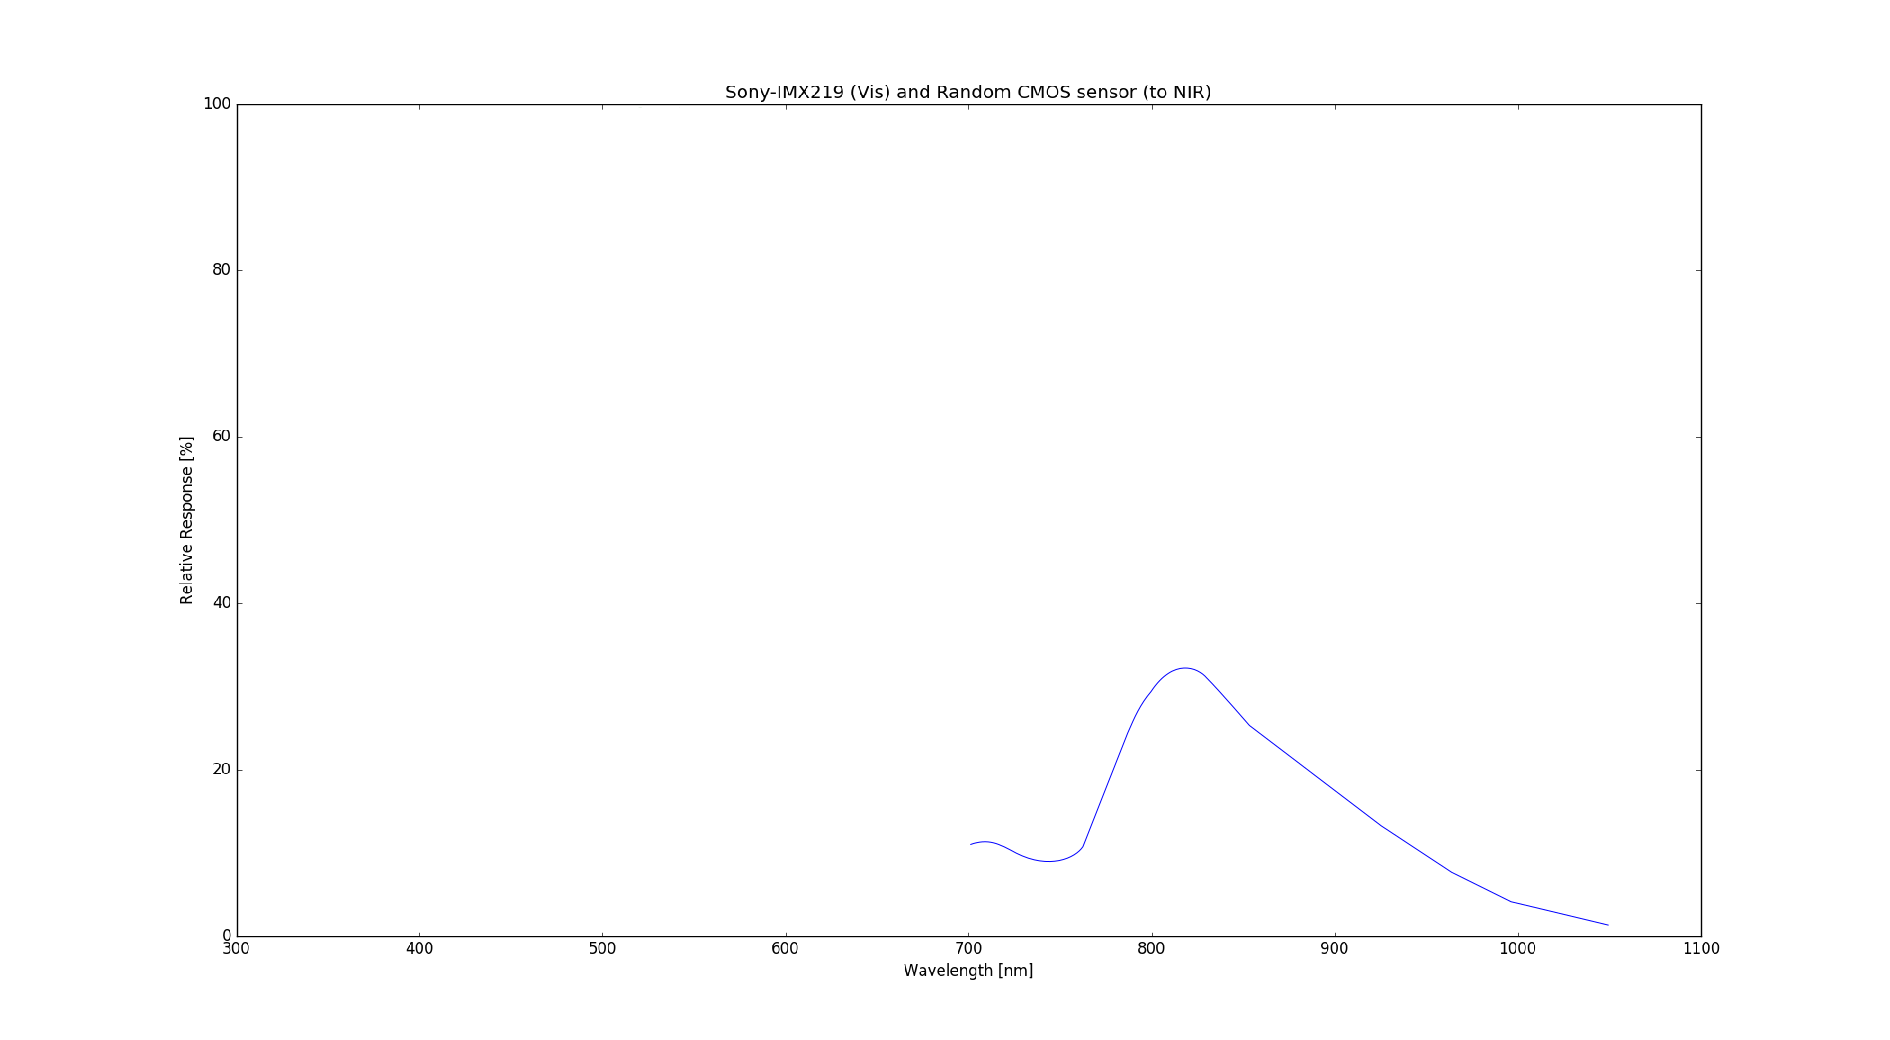 Sony-IMX219 (Vis) and Random CMOS sensor (to NIR)
100
80
60
40
20
0
Relative Response [%]
300 400 500 600 700 800 900 1000 1100
Wavelength [nm]